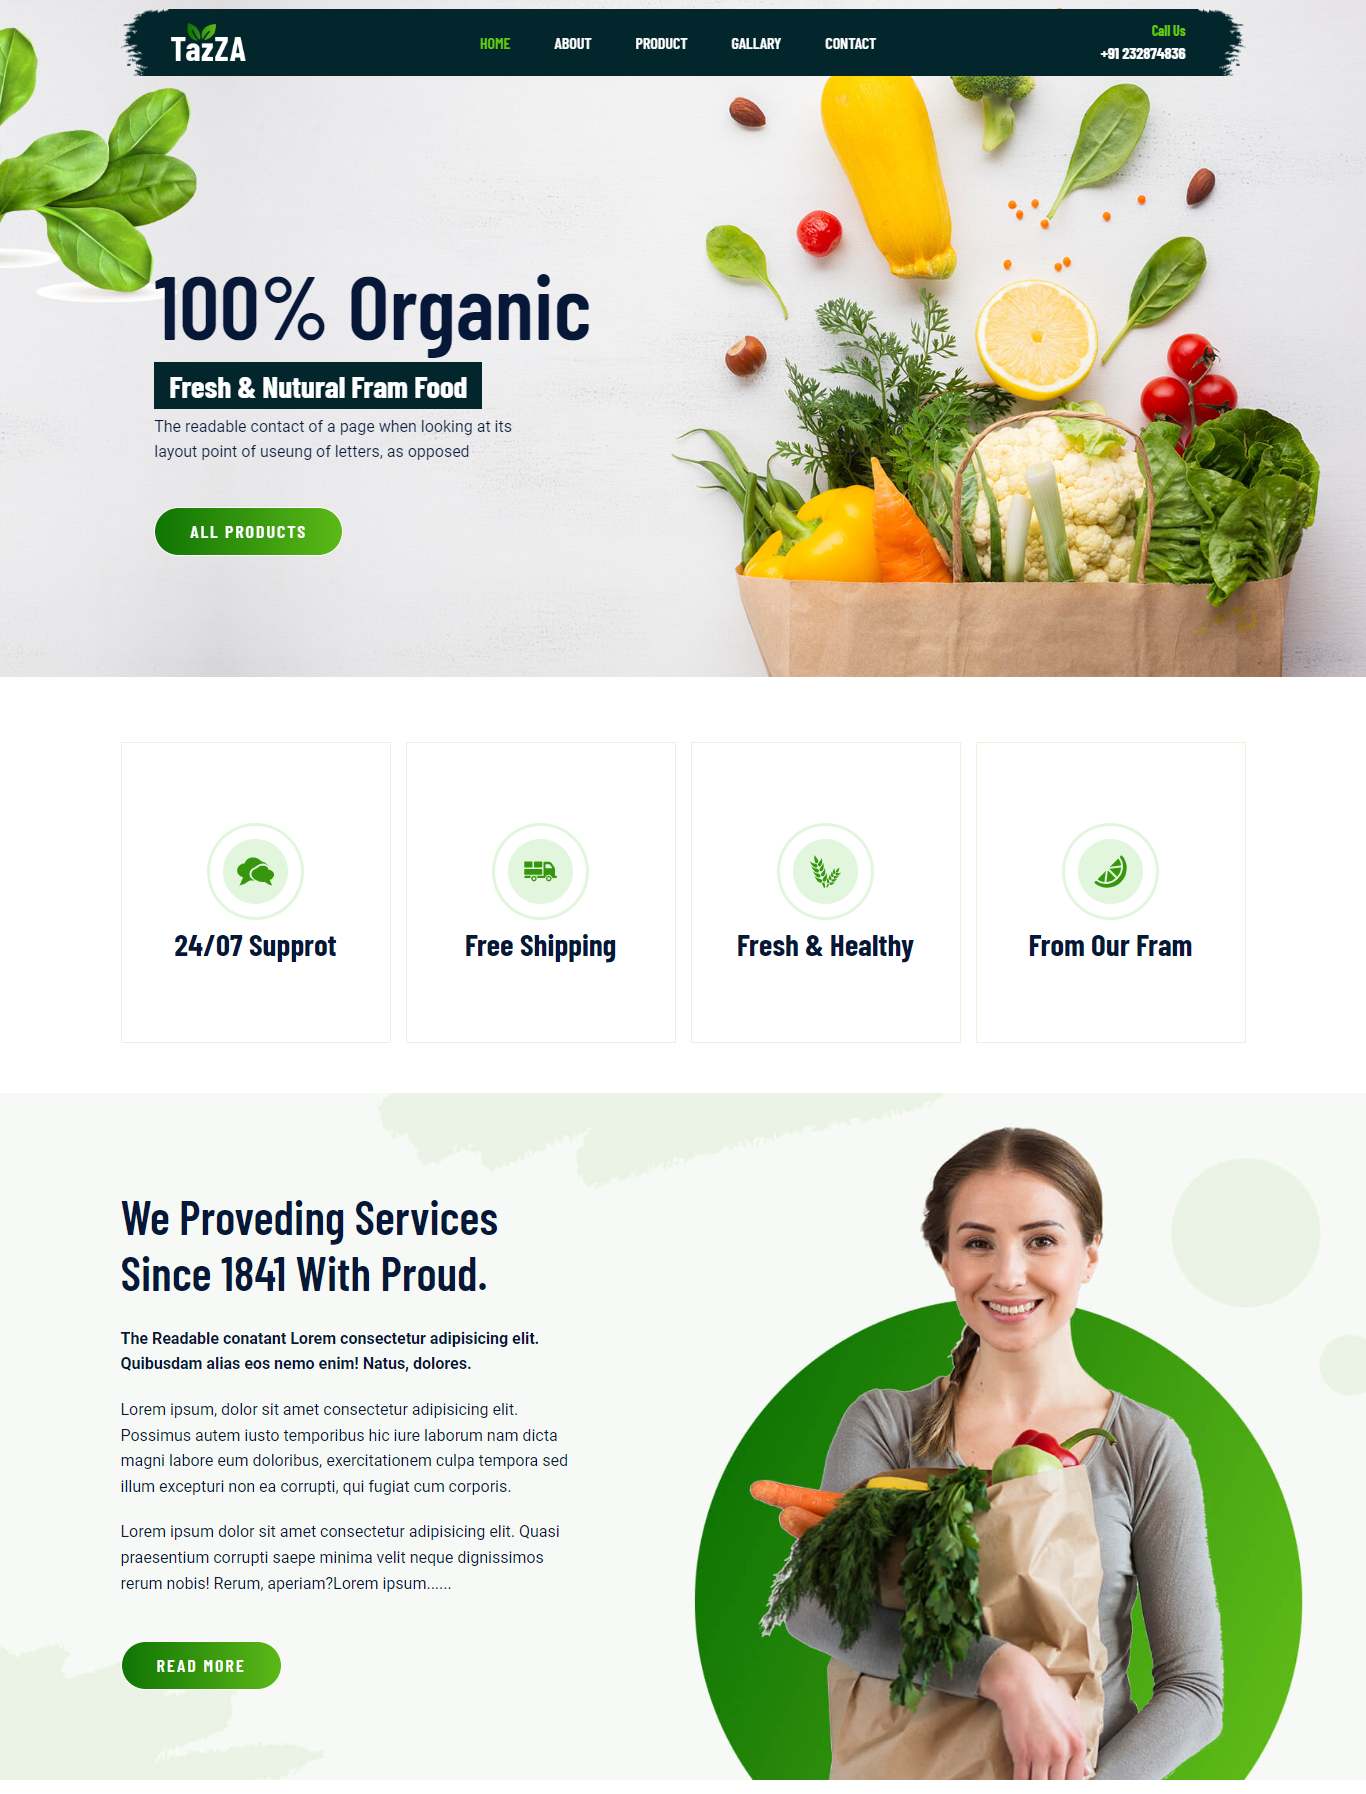 TazZA
HOME
ABOUT
PRODUCT
GALLARY
CONTACT
Call Us
+91 232874836
100% Organic
Fresh & Nutural Fram Food
The readable contact of a page when looking at its
layout point of useung of letters, as opposed
ALL PRODUCTS
24/07 Supprot
Free Shipping
Fresh & Healthy
From Our Fram
We Proveding Services
Since 1841 With Proud.
The Readable conatant Lorem consectetur adipisicing elit.
Quibusdam alias eos nemo enim! Natus, dolores.
Lorem ipsum, dolor sit amet consectetur adipisicing elit.
Possimus autem iusto temporibus hic iure laborum nam dicta
magni labore eum doloribus, exercitationem culpa tempora sed
illum excepturi non ea corrupti, qui fugiat cum corporis.
Lorem ipsum dolor sit amet consectetur adipisicing elit. Quasi
praesentium corrupti saepe minima velit neque dignissimos
rerum nobis! Rerum, aperiam?Lorem ipsum......
READ MORE